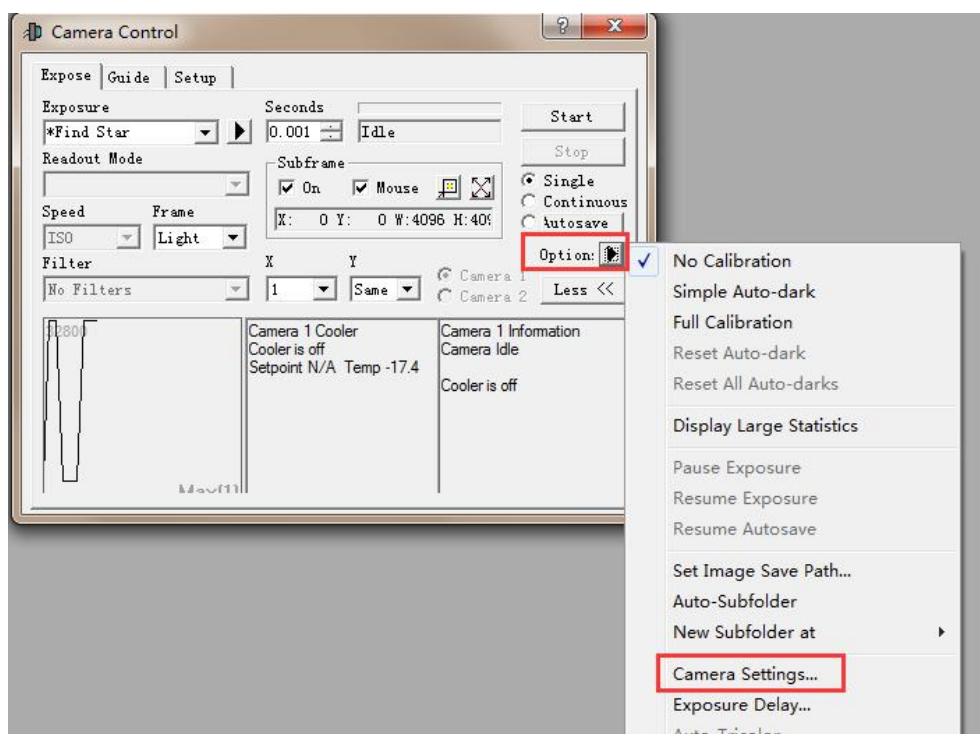 Camera Control
Expose Guide Setup
Exposure Seconds
*Find Star 0.001 Idle Start
Readout Mode Stop
Subframe
On Mouse Single
Continuous
Speed Frame X: 0 Y: 0 W:4096 H:409 Autosave
ISO Light
Option:
Filter X Y Camera 1
No Filters 1 Same Camera 2 Less <<
32800
Camera 1 Cooler
Cooler is off
Setpoint N/A Temp -17.4
Camera 1 Information
Camera Idle
Cooler is off
Max(1)
No Calibration
Simple Auto-dark
Full Calibration
Reset Auto-dark
Reset All Auto-darks
Display Large Statistics
Pause Exposure
Resume Exposure
Resume Autosave
Set Image Save Path...
Auto-Subfolder
New Subfolder at
Camera Settings...
Exposure Delay...